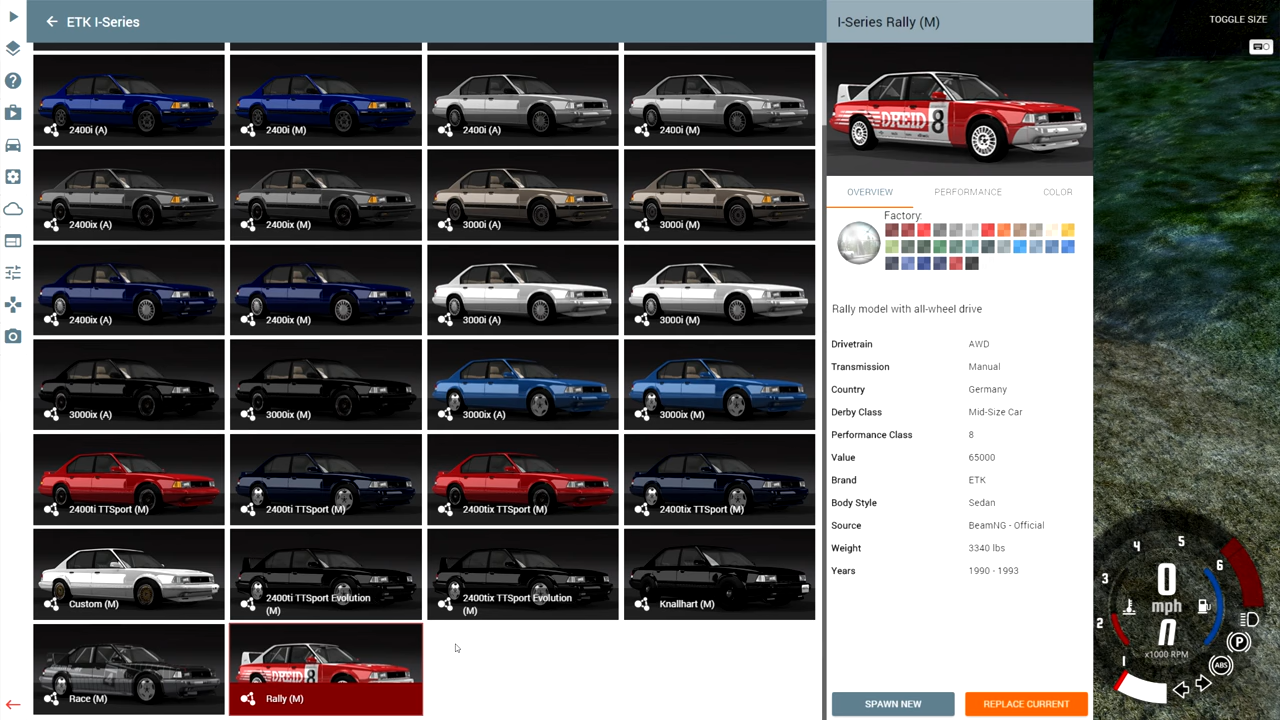 ETK I-Series
I-Series Rally (M)
TOGGLE SIZE
2400i (A)
2400i (M)
2400i (A)
2400i (M)
2400ix (A)
2400ix (M)
3000i (A)
3000i (M)
2400ix (A)
2400ix (M)
3000i (A)
3000i (M)
3000ix (A)
3000ix (M)
3000ix (A)
3000ix (M)
2400ti TTSport (M)
2400ti TTSport (M)
2400tix TTSport (M)
2400tix TTSport (M)
Custom (M)
2400ti TTSport Evolution
(M)
2400tix TTSport Evolution
(M)
Knallhart (M)
Race (M)
DREID 8
Rally (M)
DREID 8
OVERVIEW
PERFORMANCE
COLOR
Factory:
Rally model with all-wheel drive
Drivetrain AWD
Transmission Manual
Country Germany
Derby Class Mid-Size Car
Performance Class 8
Value 65000
Brand ETK
Body Style Sedan
Source BeamNG - Official
Weight 3340 lbs
Years 1990 - 1993
SPAWN NEW
REPLACE CURRENT
1
2
3
4
5
6
0
mph
n
x1000 RPM
P
ABS